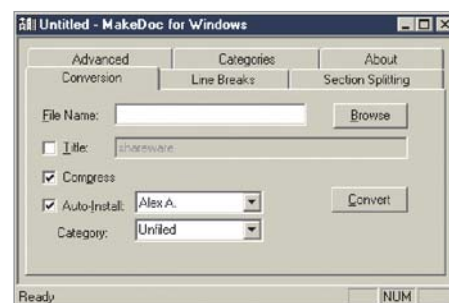 Untitled - MakeDoc for Windows
Advanced Categories About
Conversion Line Breaks Section Splitting
File Name: Browse
Title: shareware
Compress
Auto-Install: Alex A. Convert
Category: Unfiled
Ready NUM